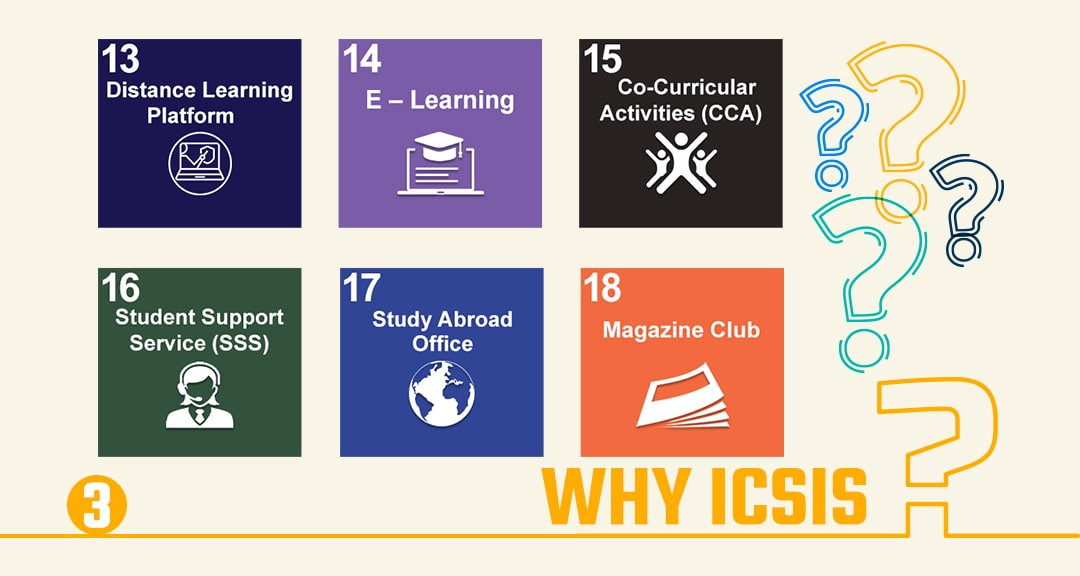 13
Distance Learning
Platform
14
E – Learning
15
Co-Curricular
Activities (CCA)
16
Student Support
Service (SSS)
17
Study Abroad
Office
18
Magazine Club
3
WHY ICSIS ?